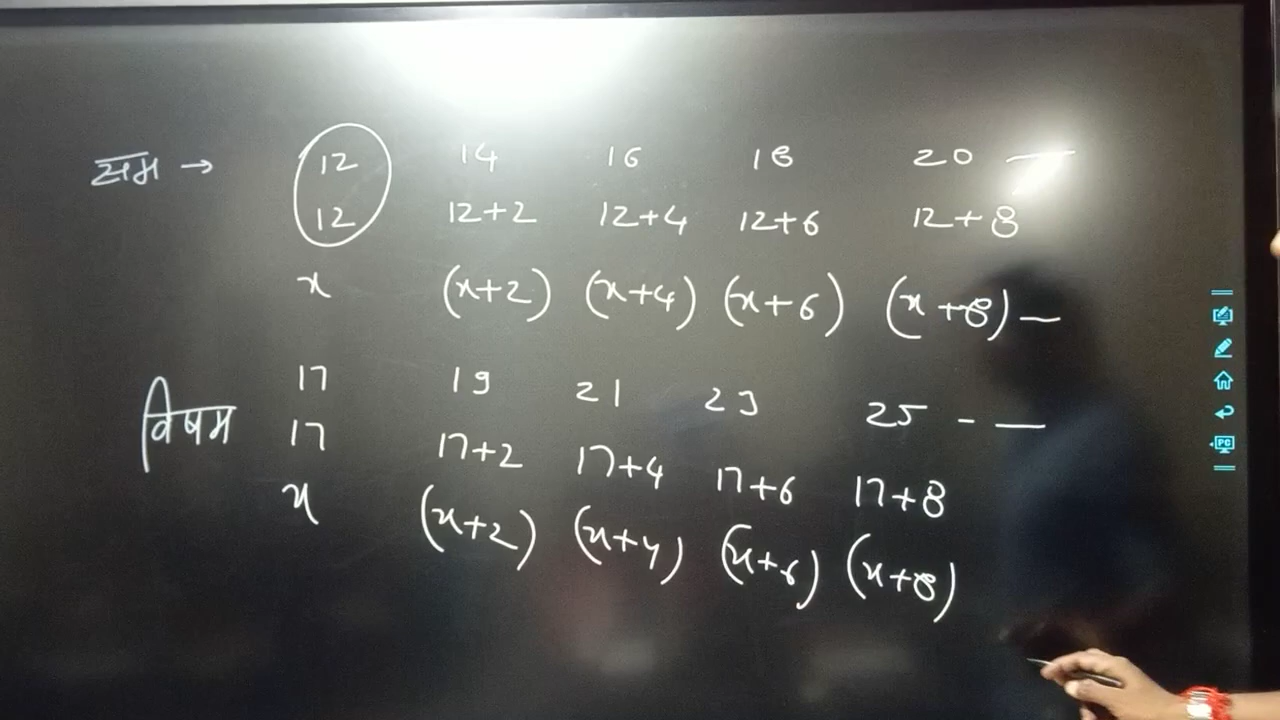 सम → 12 14 16 18 20 —
12 12+2 12+4 12+6 12+8
x (x+2) (x+4) (x+6) (x+8) —
17 19 21 23 25 - —
विषम 17 17+2 17+4 17+6 17+8
x (x+2) (x+4) (x+6) (x+8)
PC